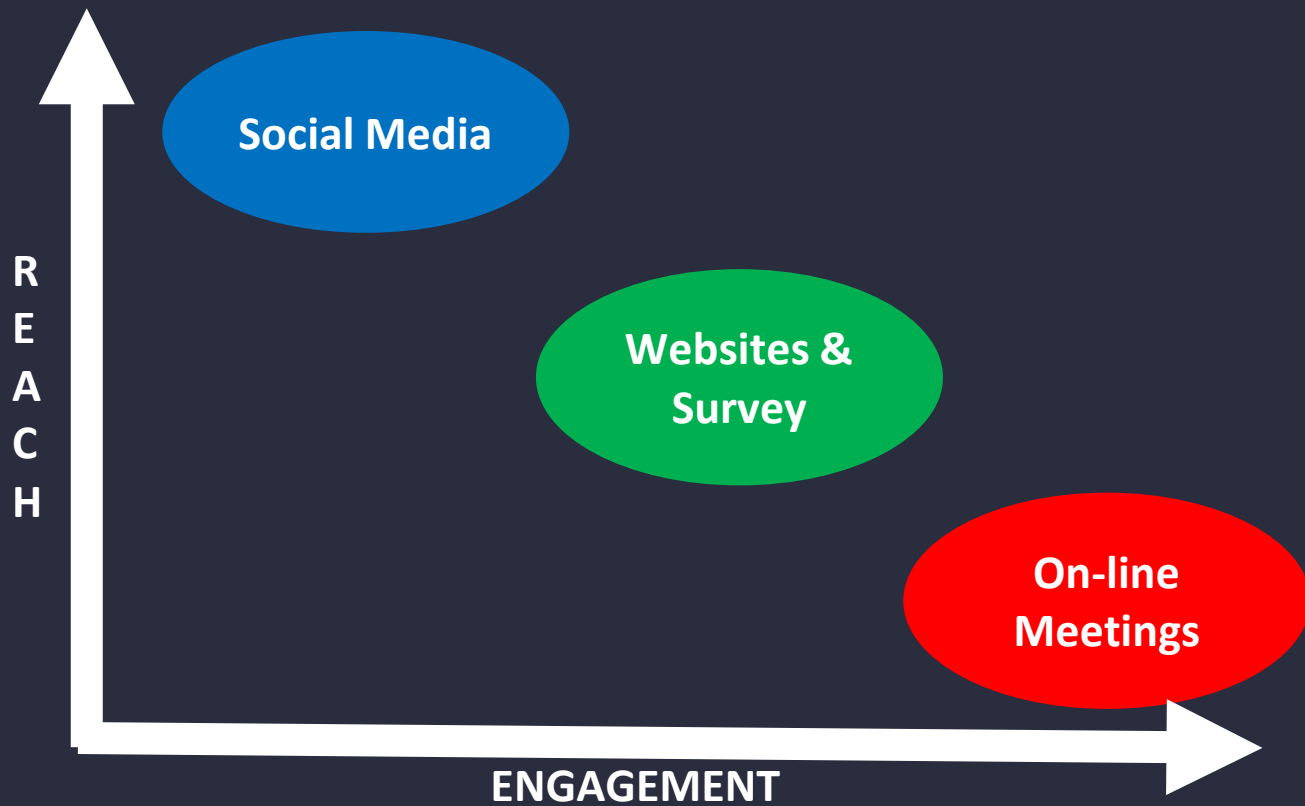 Social Media
R
E
A
C
H
Websites &
Survey
On-line
Meetings
ENGAGEMENT